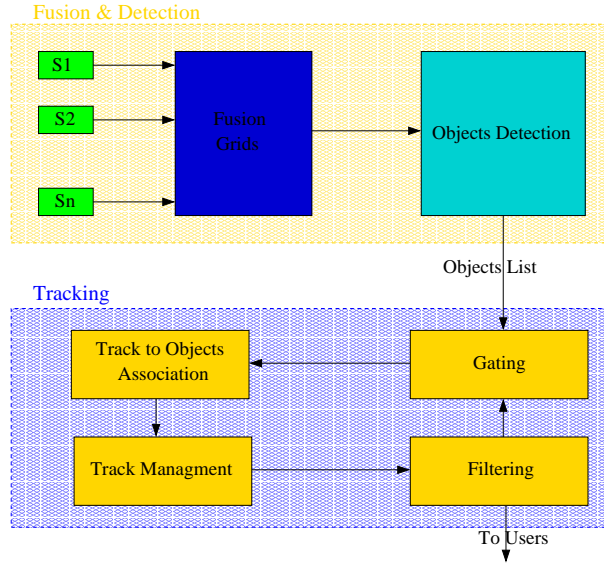 Fusion & Detection
S1
S2
Sn
Fusion
Grids
Objects Detection
Objects List
Tracking
Track to Objects
Association
Gating
Track Managment
Filtering
To Users